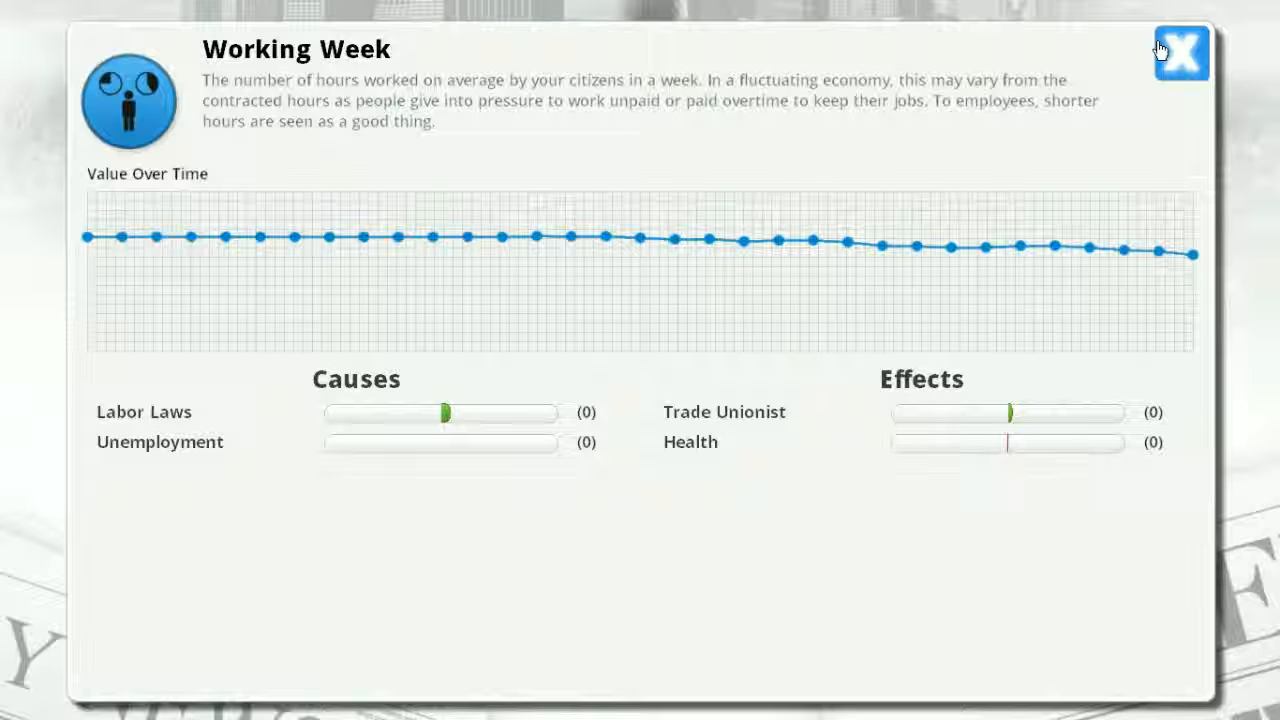 Working Week
The number of hours worked on average by your citizens in a week. In a fluctuating economy, this may vary from the
contracted hours as people give into pressure to work unpaid or paid overtime to keep their jobs. To employees, shorter
hours are seen as a good thing.
X
Value Over Time
Causes
Effects
Labor Laws (0)
Trade Unionist (0)
Unemployment (0)
Health (0)